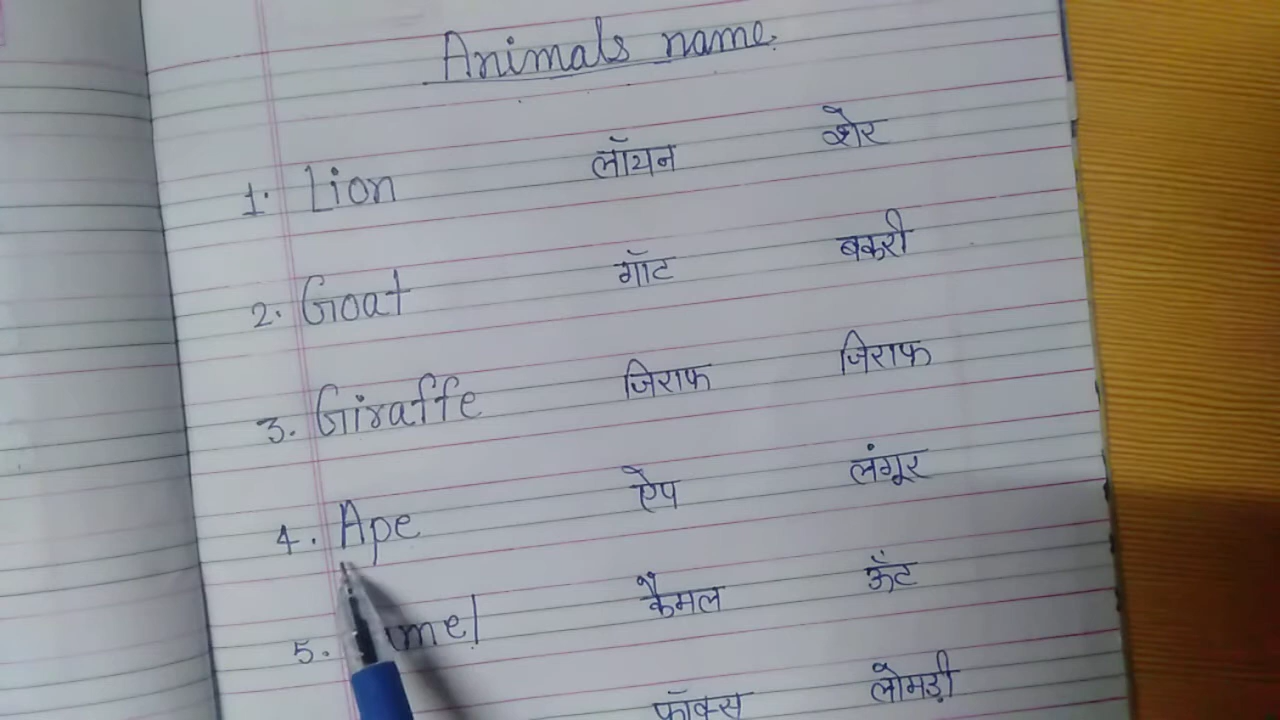 Animals name
1. Lion लॉयन शेर
2. Goat गॉट बकरी
3. Giraffe जिराफ जिराफ
4. Ape ऐप लंगूर
5. कैमल ऊँट
फॉक्स लोमड़ी